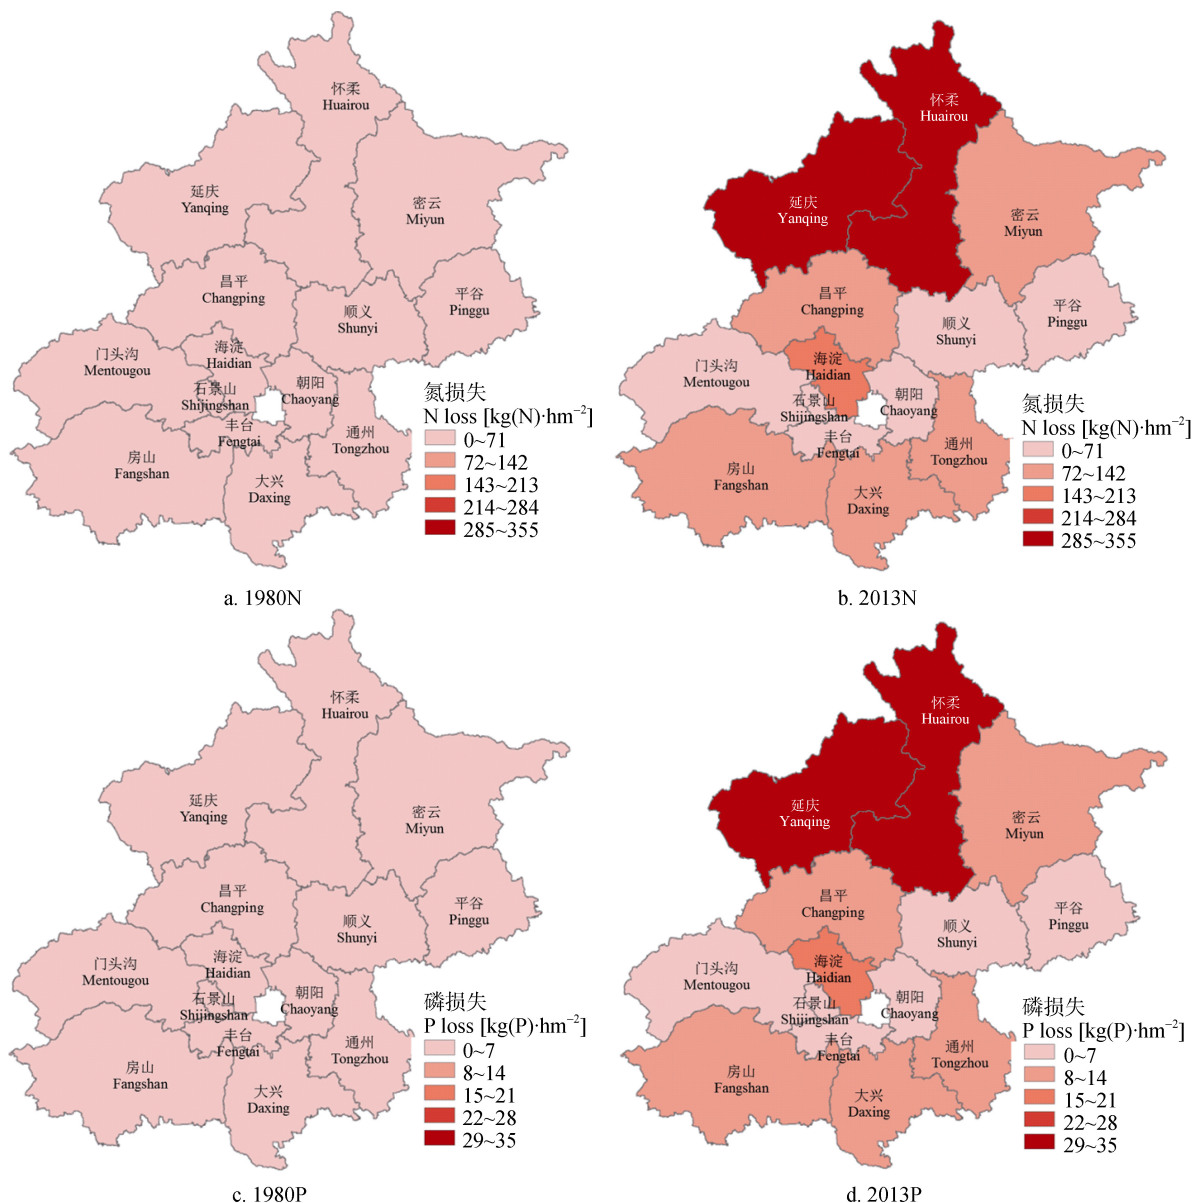 怀柔
Huairou
延庆
Yanqing
密云
Miyun
昌平
Changping
顺义
Shunyi
平谷
Pinggu
门头沟
Mentougou
海淀
Haidian
石景山
Shijingshan
朝阳
Chaoyang
丰台
Fengtai
通州
Tongzhou
房山
Fangshan
大兴
Daxing
氮损失
N loss [kg(N)·hm⁻²]
0~71
72~142
143~213
214~284
285~355
a. 1980N
怀柔
Huairou
延庆
Yanqing
密云
Miyun
昌平
Changping
顺义
Shunyi
平谷
Pinggu
门头沟
Mentougou
海淀
Haidian
石景山
Shijingshan
朝阳
Chaoyang
丰台
Fengtai
通州
Tongzhou
房山
Fangshan
大兴
Daxing
氮损失
N loss [kg(N)·hm⁻²]
0~71
72~142
143~213
214~284
285~355
b. 2013N
怀柔
Huairou
延庆
Yanqing
密云
Miyun
昌平
Changping
顺义
Shunyi
平谷
Pinggu
门头沟
Mentougou
海淀
Haidian
石景山
Shijingshan
朝阳
Chaoyang
丰台
Fengtai
通州
Tongzhou
房山
Fangshan
大兴
Daxing
磷损失
P loss [kg(P)·hm⁻²]
0~7
8~14
15~21
22~28
29~35
c. 1980P
怀柔
Huairou
延庆
Yanqing
密云
Miyun
昌平
Changping
顺义
Shunyi
平谷
Pinggu
门头沟
Mentougou
海淀
Haidian
石景山
Shijingshan
朝阳
Chaoyang
丰台
Fengtai
通州
Tongzhou
房山
Fangshan
大兴
Daxing
磷损失
P loss [kg(P)·hm⁻²]
0~7
8~14
15~21
22~28
29~35
d. 2013P